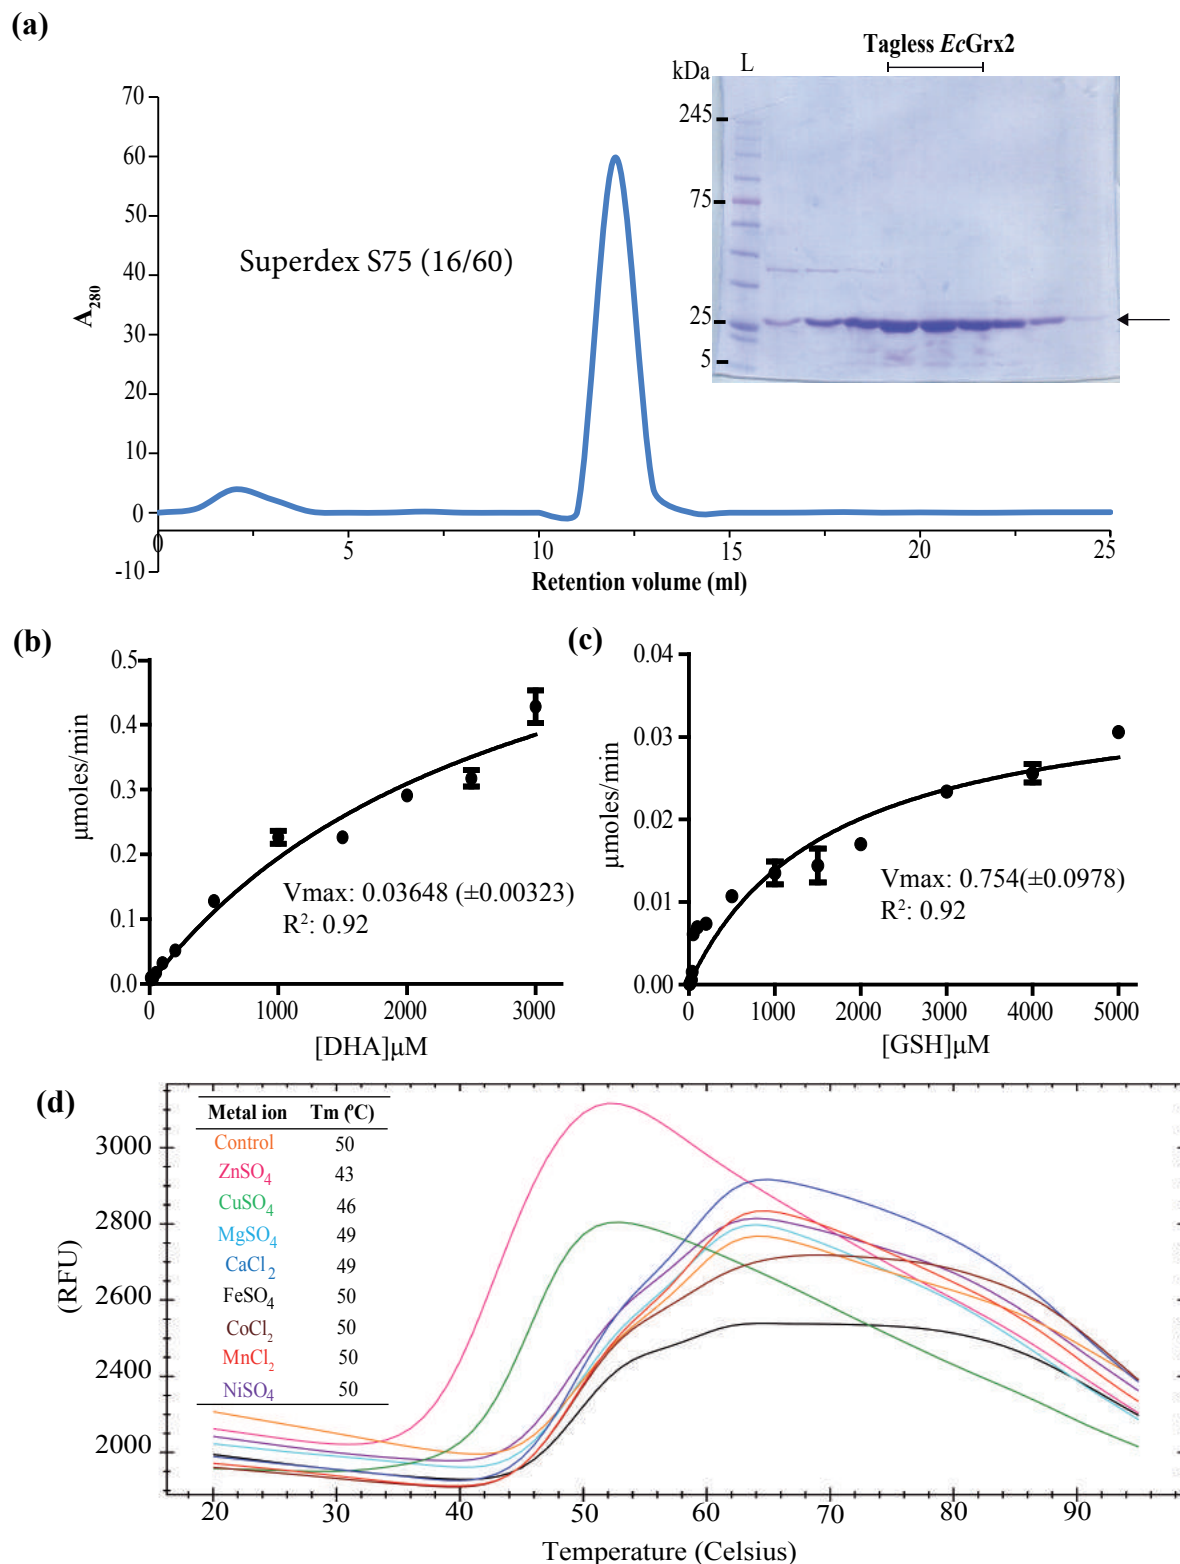 (a)
Tagless EcGrx2
kDa L
245
75
25
5
70
60
50
40
30
20
10
0
-10
A280
Superdex S75 (16/60)
0 5 10 15 20 25
Retention volume (ml)
(b)
0.5
0.4
0.3
0.2
0.1
0.0
µmoles/min
Vmax: 0.03648 (±0.00323)
R²: 0.92
0 1000 2000 3000
[DHA]µM
(c)
0.04
0.03
0.02
0.01
0.00
µmoles/min
Vmax: 0.754(±0.0978)
R²: 0.92
0 1000 2000 3000 4000 5000
[GSH]µM
(d)
Metal ion Tm (ºC)
Control 50
ZnSO4 43
CuSO4 46
MgSO4 49
CaCl2 49
FeSO4 50
CoCl2 50
MnCl2 50
NiSO4 50
3000
2800
2600
2400
2200
2000
(RFU)
20 30 40 50 60 70 80 90
Temperature (Celsius)